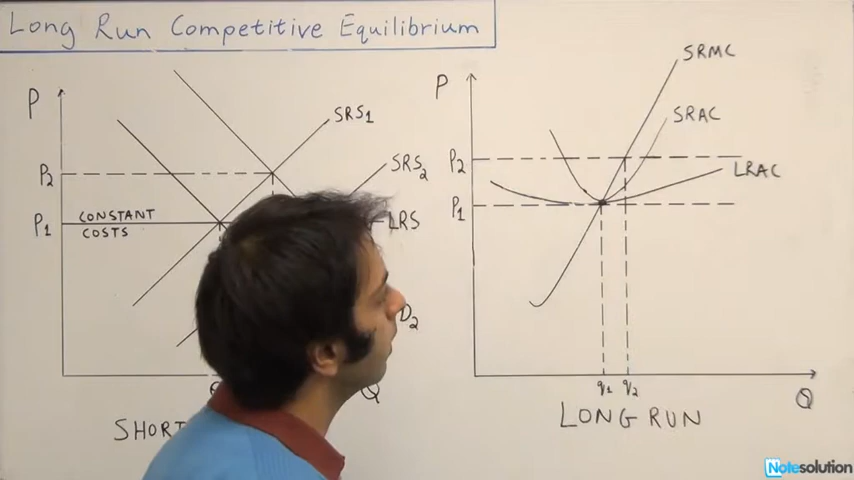 Long Run Competitive Equilibrium
P
SRS1
SRS2
P2
P1
CONSTANT
COSTS
LRS
D2
Q
SHORT
P
SRMC
SRAC
LRAC
P2
P1
q1
q2
Q
LONG RUN
Notesolution